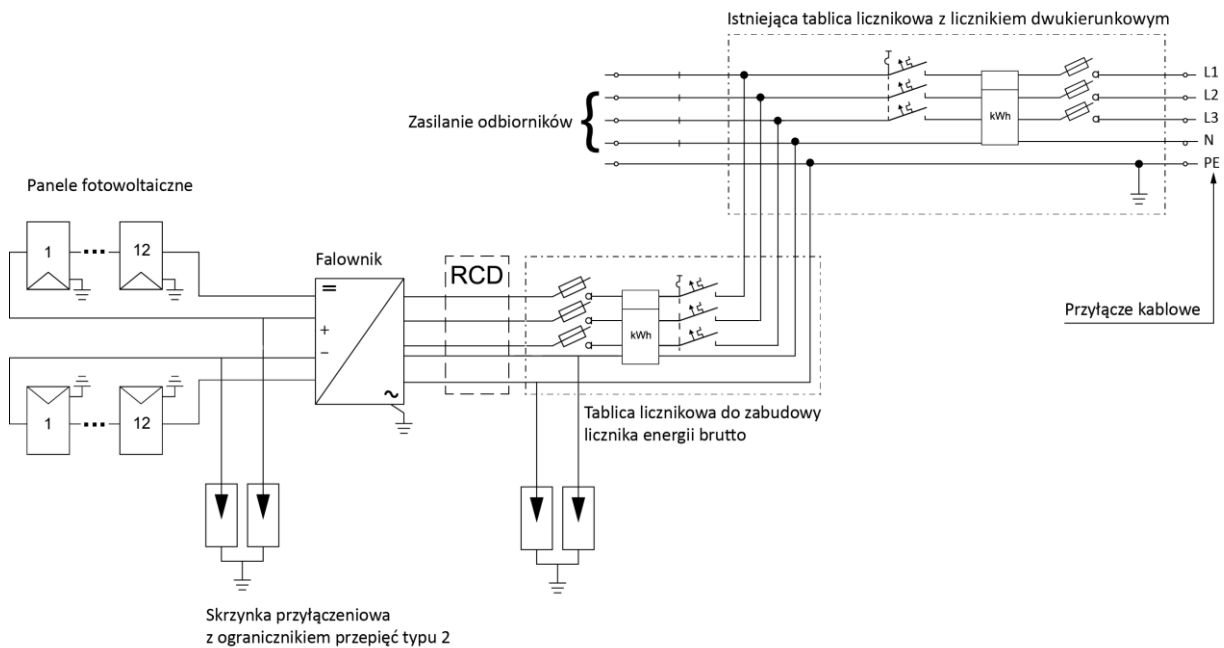 Istniejąca tablica licznikowa z licznikiem dwukierunkowym
L1
L2
L3
N
PE
kWh
Zasilanie odbiorników
{
Przyłącze kablowe
Panele fotowoltaiczne
1
12
Falownik
=
+
−
~
RCD
kWh
1
12
Tablica licznikowa do zabudowy
licznika energii brutto
Skrzynka przyłączeniowa
z ogranicznikiem przepięć typu 2